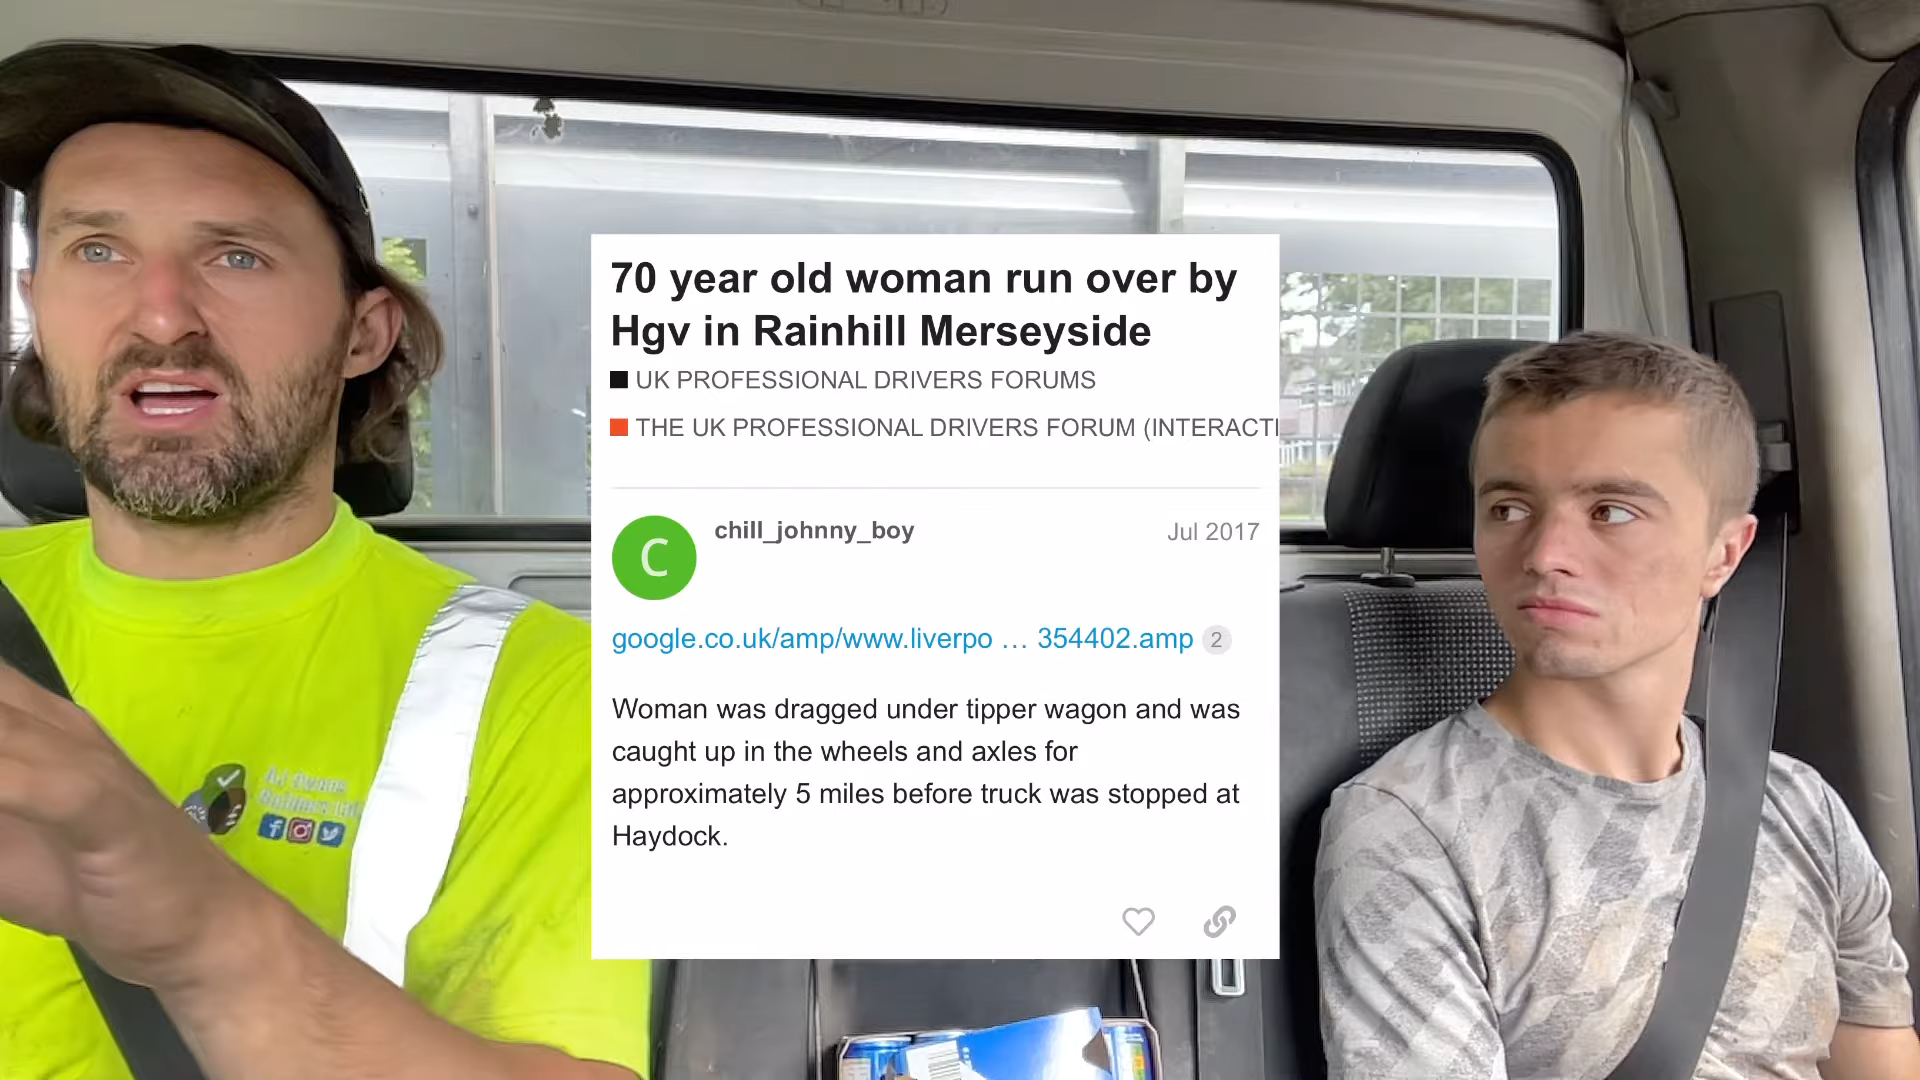 70 year old woman run over by
Hgv in Rainhill Merseyside
UK PROFESSIONAL DRIVERS FORUMS
THE UK PROFESSIONAL DRIVERS FORUM (INTERACTI
C
chill_johnny_boy
Jul 2017
google.co.uk/amp/www.liverpo … 354402.amp 2
Woman was dragged under tipper wagon and was
caught up in the wheels and axles for
approximately 5 miles before truck was stopped at
Haydock.